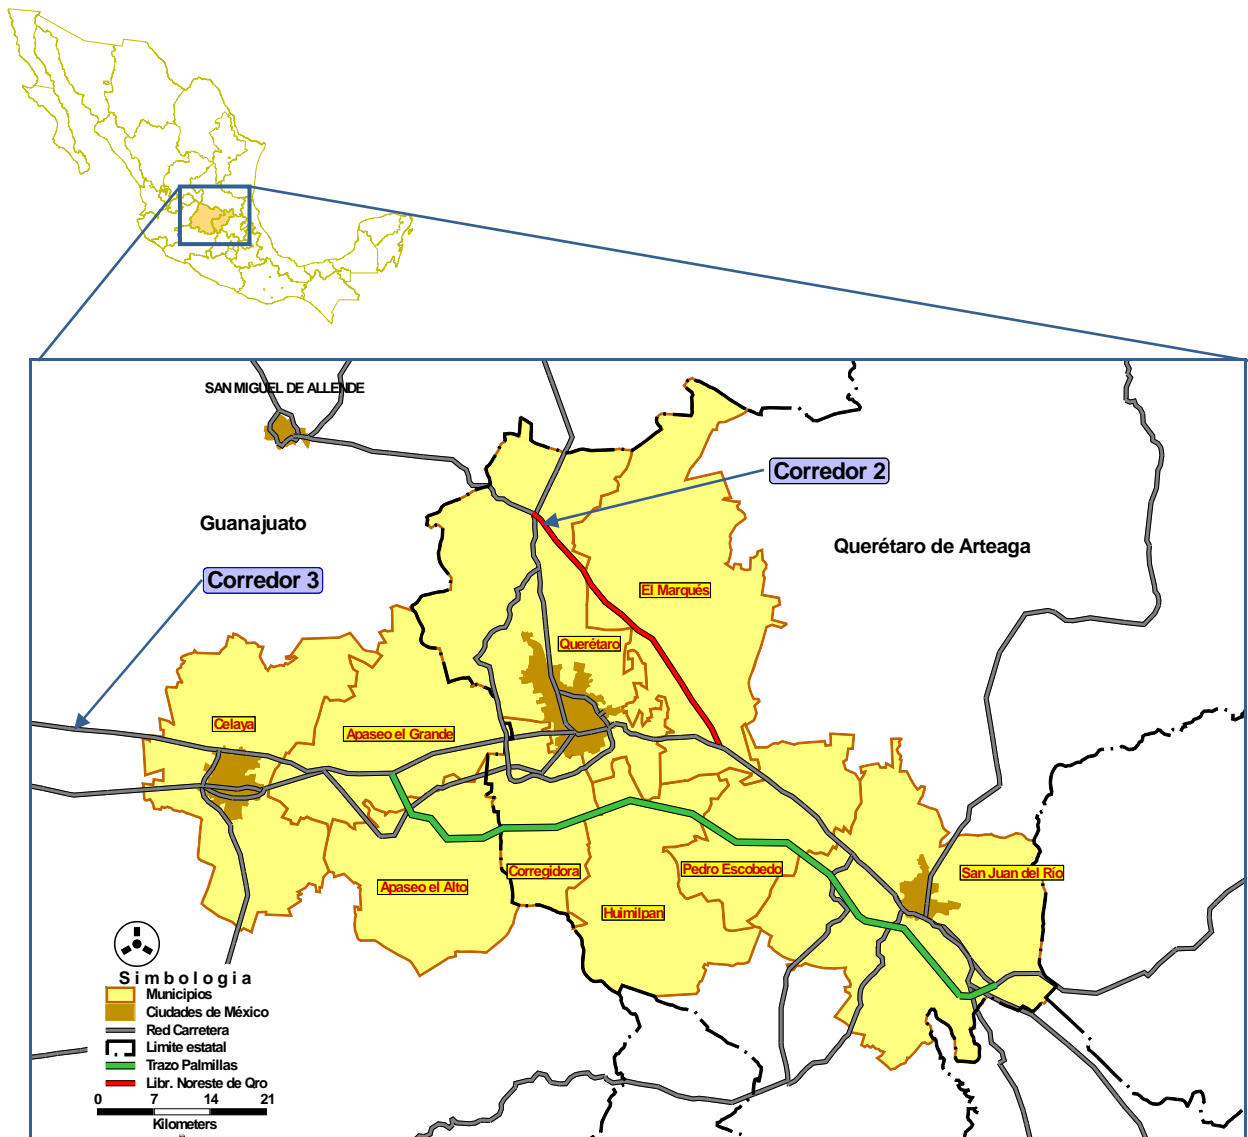 SAN MIGUEL DE ALLENDE
Corredor 2
Guanajuato
Querétaro de Arteaga
Corredor 3
El Marqués
Querétaro
Celaya
Apaseo el Grande
Pedro Escobedo
San Juan del Río
Corregidora
Apaseo el Alto
Huimilpan
Simbologia
Municipios
Ciudades de México
Red Carretera
Limite estatal
Trazo Palmillas
Libr. Noreste de Qro
0 7 14 21
Kilometers